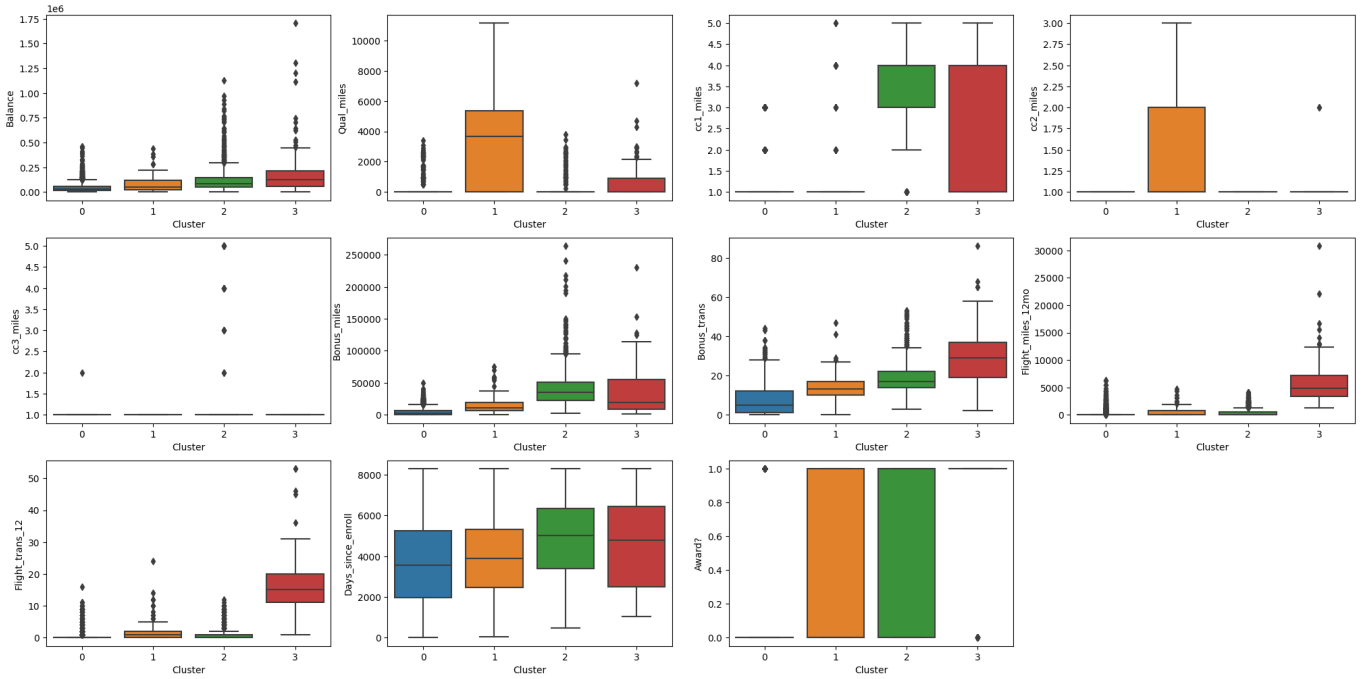 1e6
1.75
1.50
1.25
1.00
0.75
0.50
0.25
0.00
Balance
0 1 2 3
Cluster
10000
8000
6000
4000
2000
0
Qual_miles
0 1 2 3
Cluster
5.0
4.5
4.0
3.5
3.0
2.5
2.0
1.5
1.0
cc1_miles
0 1 2 3
Cluster
3.00
2.75
2.50
2.25
2.00
1.75
1.50
1.25
1.00
cc2_miles
0 1 2 3
Cluster
5.0
4.5
4.0
3.5
3.0
2.5
2.0
1.5
1.0
cc3_miles
0 1 2 3
Cluster
250000
200000
150000
100000
50000
0
Bonus_miles
0 1 2 3
Cluster
80
60
40
20
0
Bonus_trans
0 1 2 3
Cluster
30000
25000
20000
15000
10000
5000
0
Flight_miles_12mo
0 1 2 3
Cluster
50
40
30
20
10
0
Flight_trans_12
0 1 2 3
Cluster
8000
6000
4000
2000
0
Days_since_enroll
0 1 2 3
Cluster
1.0
0.8
0.6
0.4
0.2
0.0
Award?
0 1 2 3
Cluster